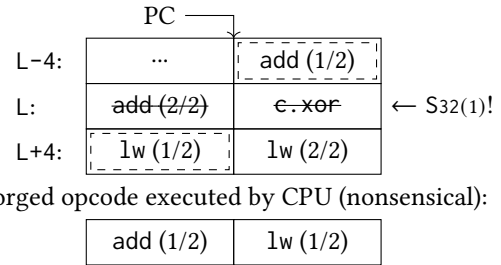 PC
L-4: ... add (1/2)
L: add (2/2) c.xor ← S32(1)!
L+4: lw (1/2) lw (2/2)
orged opcode executed by CPU (nonsensical):
add (1/2) lw (1/2)